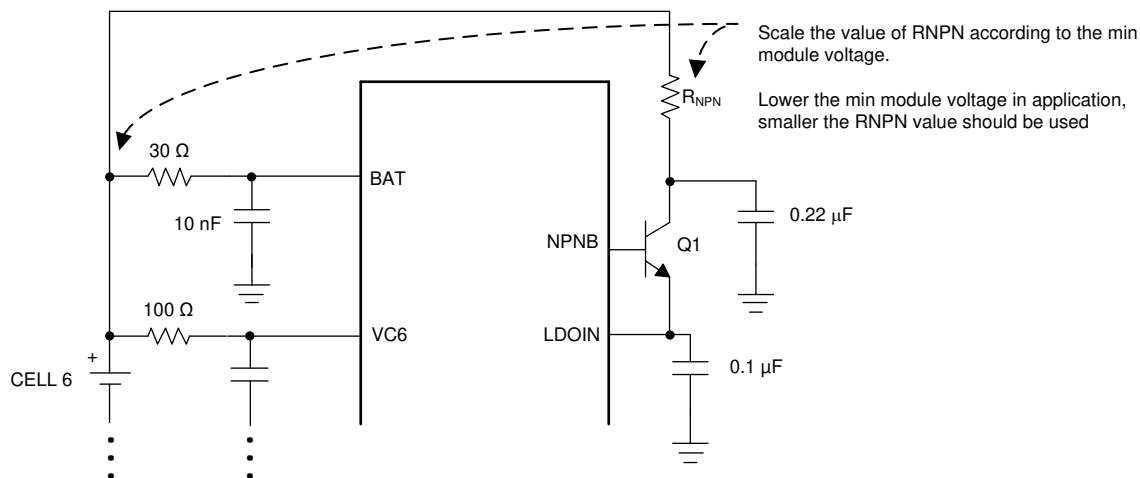 Scale the value of RNPN according to the min
module voltage.
Lower the min module voltage in application,
smaller the RNPN value should be used
RNPN
30 Ω
BAT
10 nF
0.22 µF
NPNB
Q1
100 Ω
VC6
LDOIN
+
CELL 6
0.1 µF